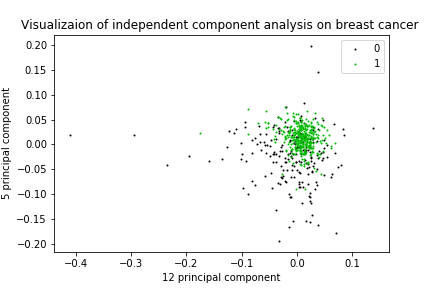 Visualizaion of independent component analysis on breast cancer
0.20
0.15
0.10
0.05
0.00
−0.05
−0.10
−0.15
−0.20
5 principal component
0
1
−0.4 −0.3 −0.2 −0.1 0.0 0.1
12 principal component